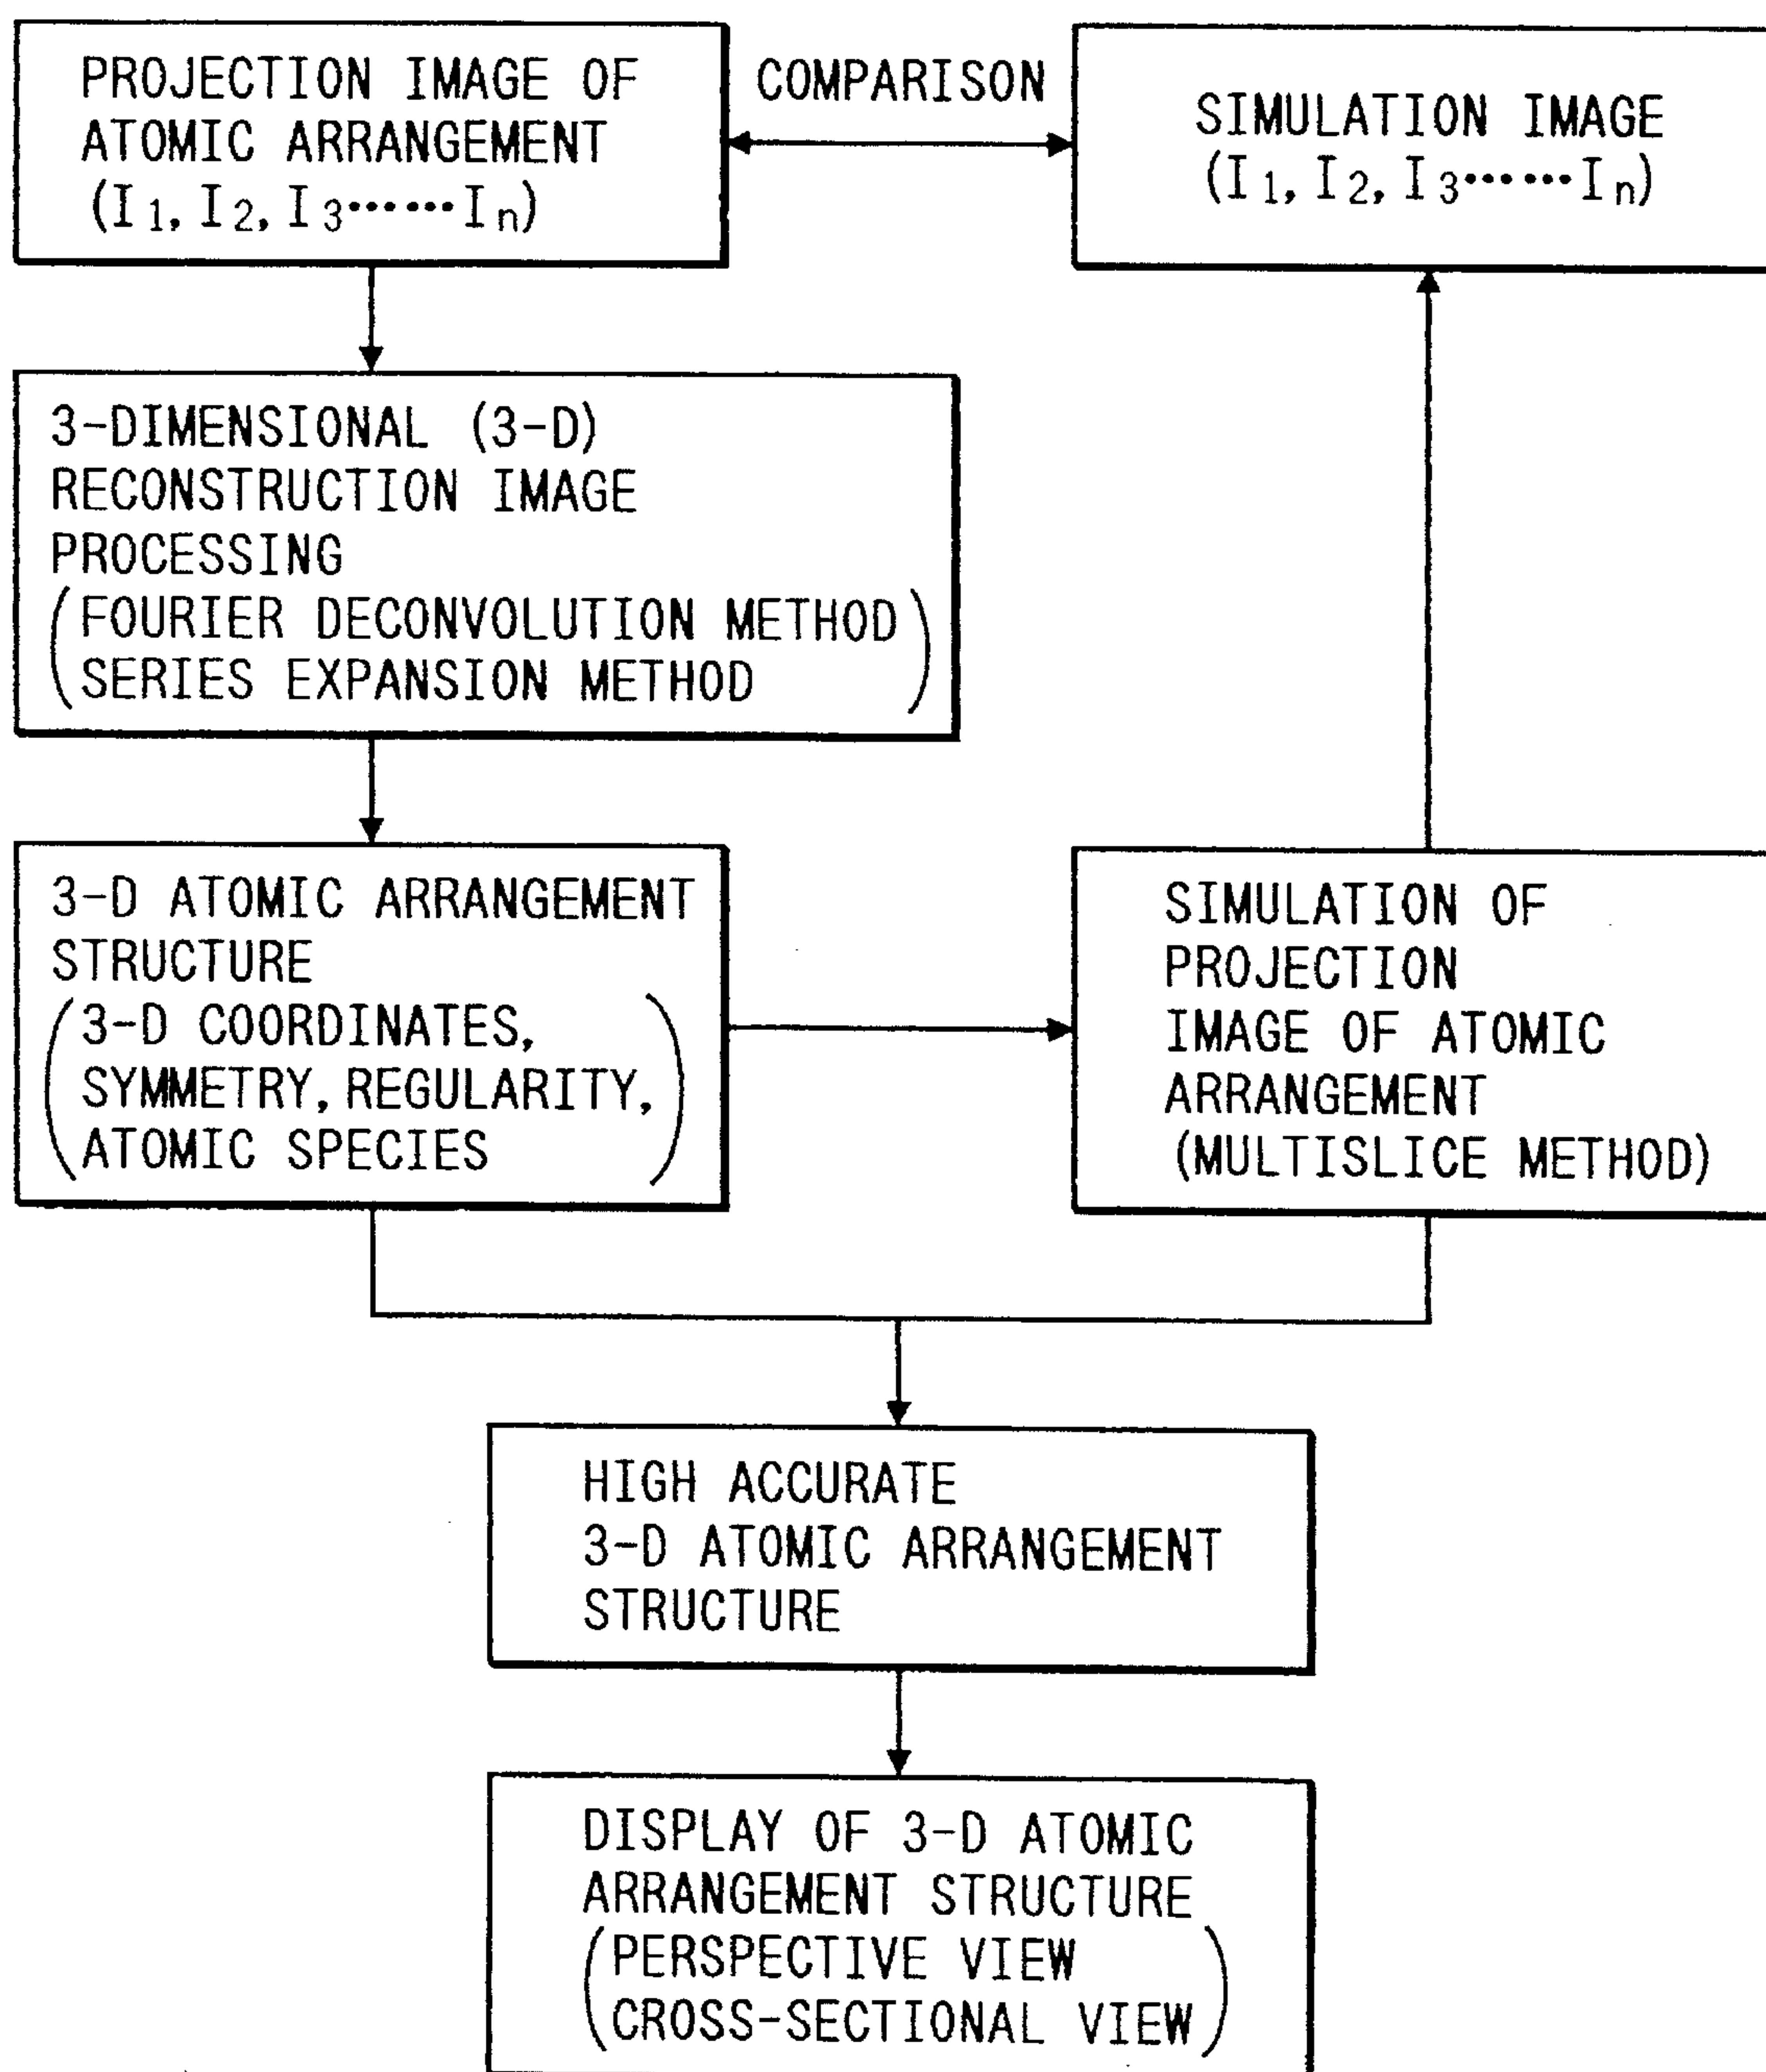 PROJECTION IMAGE OF
ATOMIC ARRANGEMENT
(I1, I2, I3······In)
COMPARISON
SIMULATION IMAGE
(I1, I2, I3······In)
3-DIMENSIONAL (3-D)
RECONSTRUCTION IMAGE
PROCESSING
(FOURIER DECONVOLUTION METHOD
SERIES EXPANSION METHOD)
3-D ATOMIC ARRANGEMENT
STRUCTURE
(3-D COORDINATES,
SYMMETRY, REGULARITY,
ATOMIC SPECIES)
SIMULATION OF
PROJECTION
IMAGE OF ATOMIC
ARRANGEMENT
(MULTISLICE METHOD)
HIGH ACCURATE
3-D ATOMIC ARRANGEMENT
STRUCTURE
DISPLAY OF 3-D ATOMIC
ARRANGEMENT STRUCTURE
(PERSPECTIVE VIEW
CROSS-SECTIONAL VIEW)